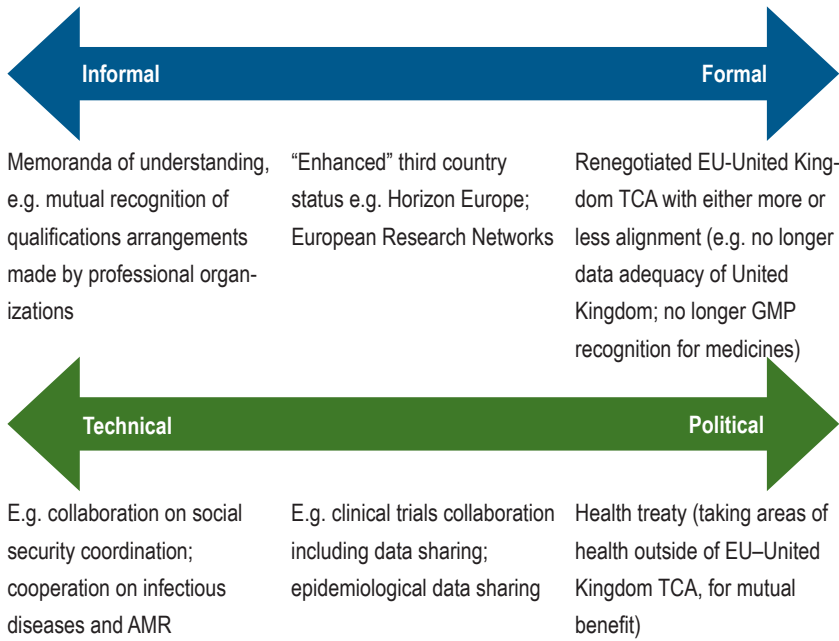 Informal
Formal
Memoranda of understanding,
e.g. mutual recognition of
qualifications arrangements
made by professional organ-
izations
“Enhanced” third country
status e.g. Horizon Europe;
European Research Networks
Renegotiated EU-United King-
dom TCA with either more or
less alignment (e.g. no longer
data adequacy of United
Kingdom; no longer GMP
recognition for medicines)
Technical
Political
E.g. collaboration on social
security coordination;
cooperation on infectious
diseases and AMR
E.g. clinical trials collaboration
including data sharing;
epidemiological data sharing
Health treaty (taking areas of
health outside of EU–United
Kingdom TCA, for mutual
benefit)